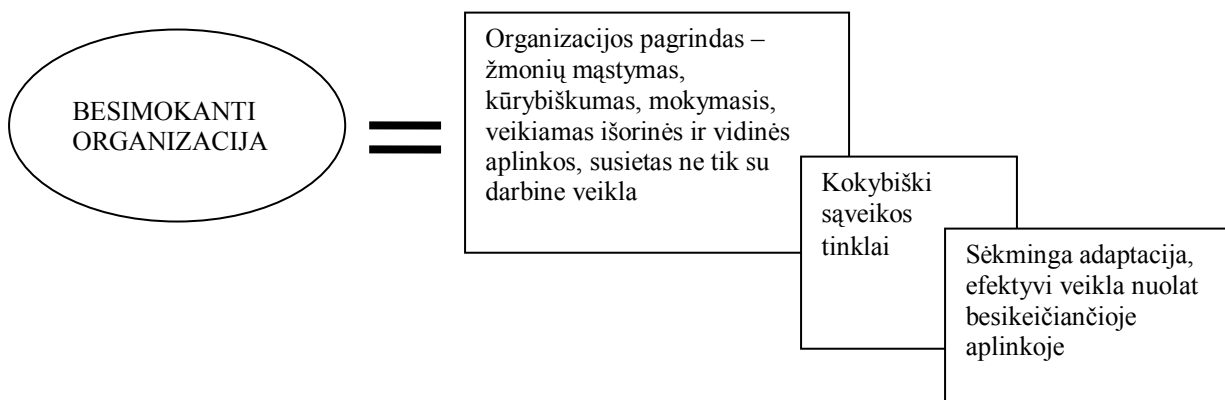 BESIMOKANTI
ORGANIZACIJA
Organizacijos pagrindas –
žmonių mąstymas,
kūrybiškumas, mokymasis,
veikiamas išorinės ir vidinės
aplinkos, susietas ne tik su
darbine veikla
Kokybiški
sąveikos
tinklai
Sėkminga adaptacija,
efektyvi veikla nuolat
besikeičiančioje
aplinkoje